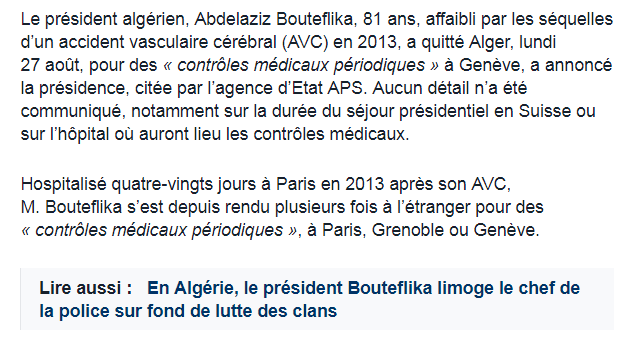 Le président algérien, Abdelaziz Bouteflika, 81 ans, affaibli par les séquelles
d’un accident vasculaire cérébral (AVC) en 2013, a quitté Alger, lundi
27 août, pour des « contrôles médicaux périodiques » à Genève, a annoncé
la présidence, citée par l’agence d’Etat APS. Aucun détail n’a été
communiqué, notamment sur la durée du séjour présidentiel en Suisse ou
sur l’hôpital où auront lieu les contrôles médicaux.
Hospitalisé quatre-vingts jours à Paris en 2013 après son AVC,
M. Bouteflika s’est depuis rendu plusieurs fois à l’étranger pour des
« contrôles médicaux périodiques », à Paris, Grenoble ou Genève.
Lire aussi : En Algérie, le président Bouteflika limoge le chef de
la police sur fond de lutte des clans